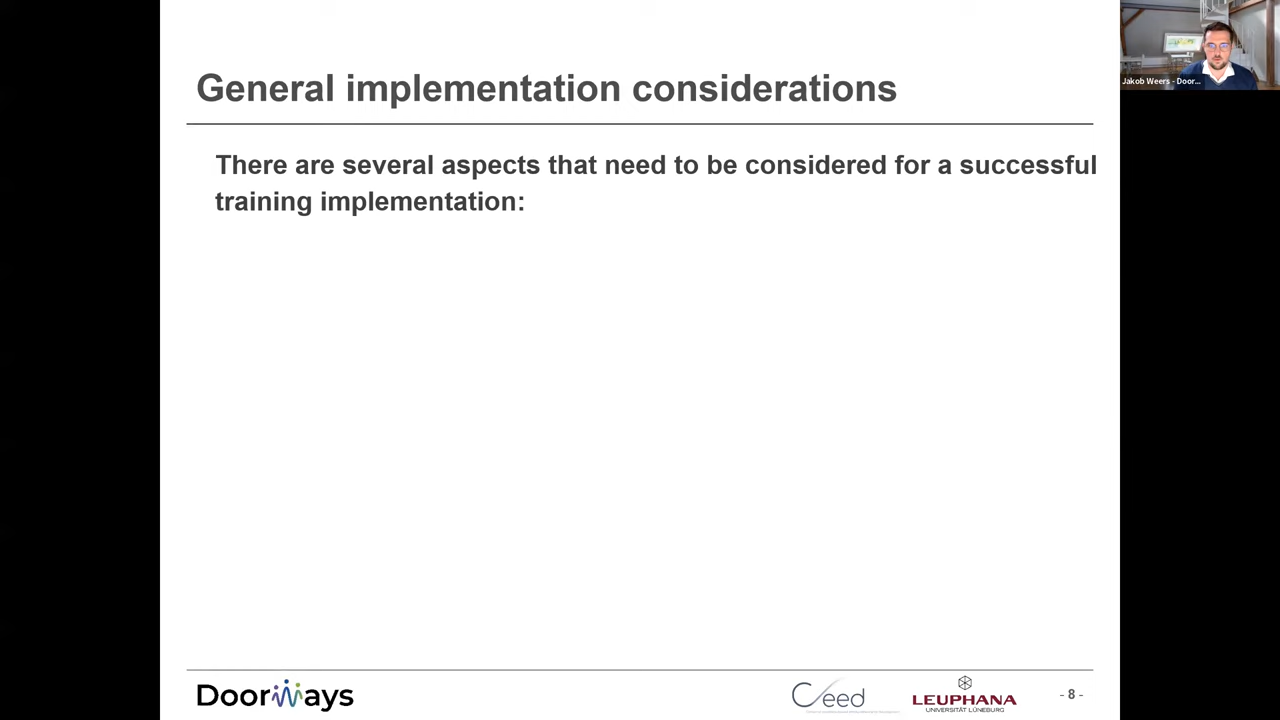 General implementation considerations
Jakob Weers - Door...
There are several aspects that need to be considered for a successful
training implementation:
DoorWays
Ceed
LEUPHANA
UNIVERSITÄT LÜNEBURG
- 8 -